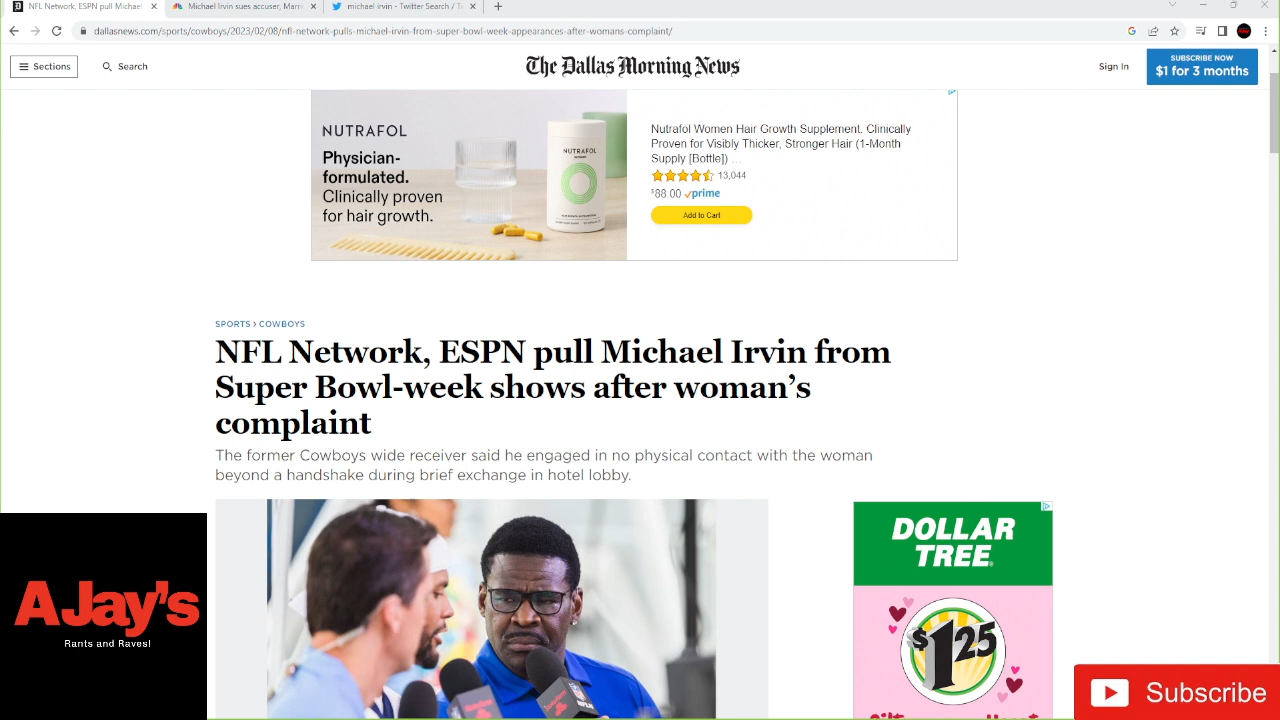 NFL Network, ESPN pull Michael
Michael Irvin sues accuser, Marri
michael irvin - Twitter Search / Tw
dallasnews.com/sports/cowboys/2023/02/08/nfl-network-pulls-michael-irvin-from-super-bowl-week-appearances-after-womans-complaint/
Sections
Search
The Dallas Morning News
Sign In
SUBSCRIBE NOW
$1 for 3 months
NUTRAFOL
Physician-
formulated.
Clinically proven
for hair growth.
NUTRAFOL
Nutrafol Women Hair Growth Supplement. Clinically
Proven for Visibly Thicker, Stronger Hair (1-Month
Supply [Bottle]) ...
13,044
$88.00 prime
Add to Cart
SPORTS > COWBOYS
NFL Network, ESPN pull Michael Irvin from
Super Bowl-week shows after woman's
complaint
The former Cowboys wide receiver said he engaged in no physical contact with the woman
beyond a handshake during brief exchange in hotel lobby.
DOLLAR
TREE
$1.25
AJay's
Rants and Raves!
Subscribe